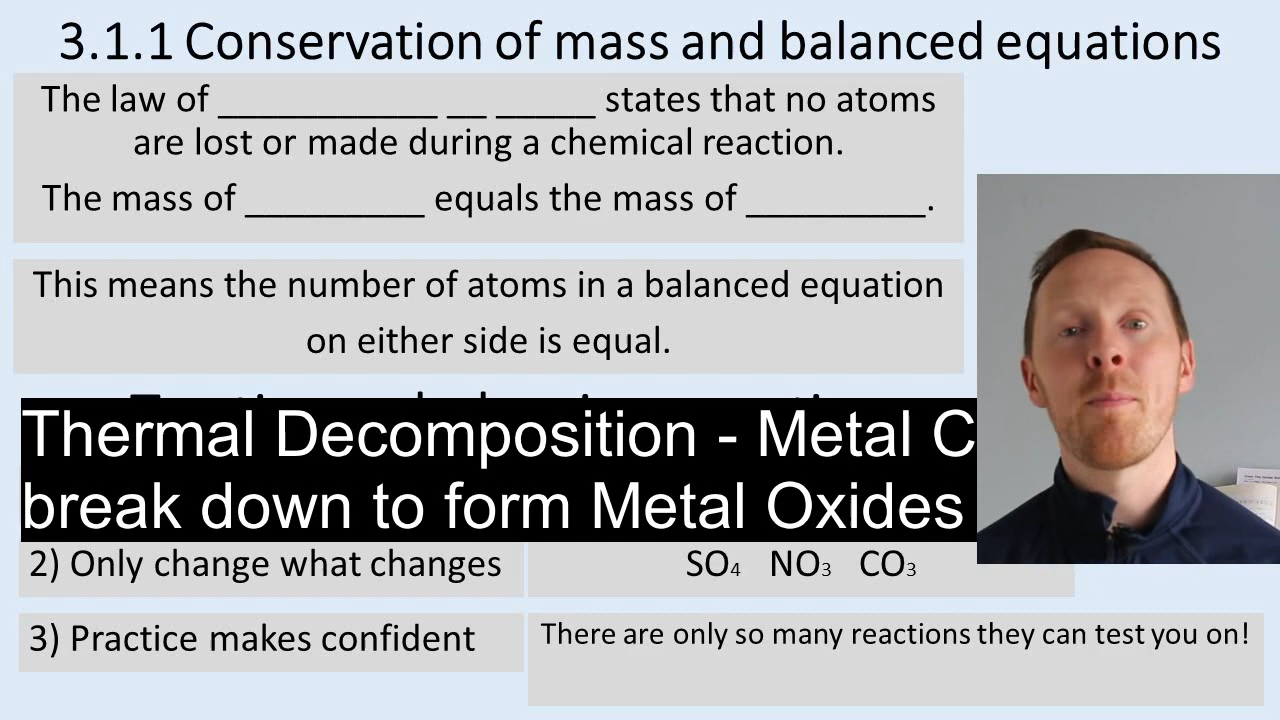 3.1.1 Conservation of mass and balanced equations
The law of ___________ __ _____ states that no atoms
are lost or made during a chemical reaction.
The mass of _________ equals the mass of _________.
This means the number of atoms in a balanced equation
on either side is equal.
Thermal Decomposition - Metal C
break down to form Metal Oxides
2) Only change what changes
SO₄ NO₃ CO₃
3) Practice makes confident
There are only so many reactions they can test you on!